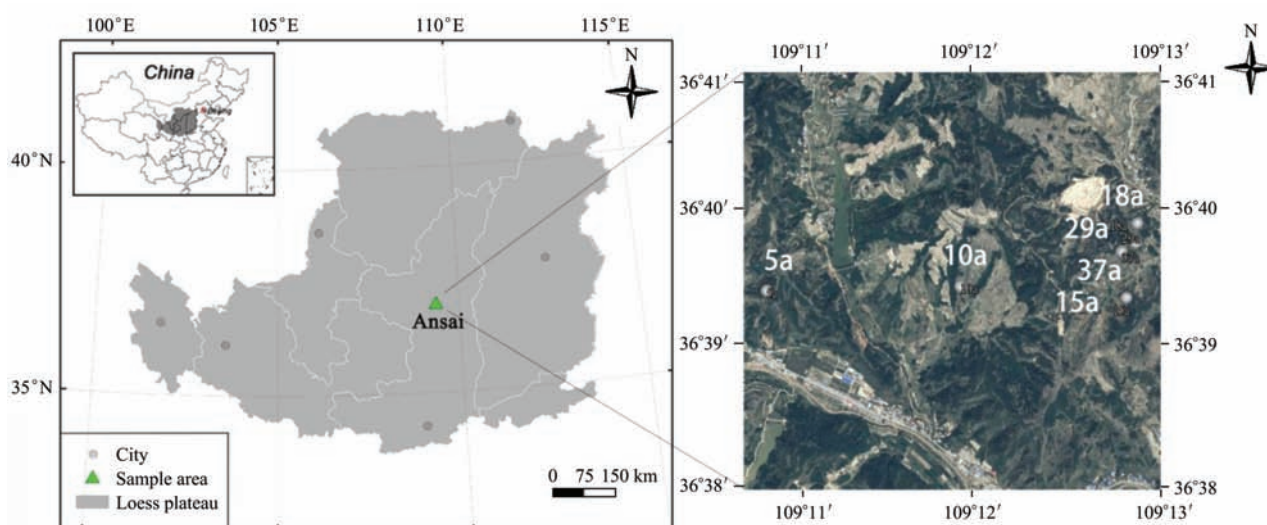 100°E 105°E 110°E 115°E
China
N
40°N
35°N
Ansai
City
Sample area
Loess plateau
0 75 150 km
109°11′ 109°12′ 109°13′
N
36°41′ 36°41′
36°40′ 36°40′
36°39′ 36°39′
36°38′ 36°38′
18a
29a
5a 10a
37a
15a
109°11′ 109°12′ 109°13′